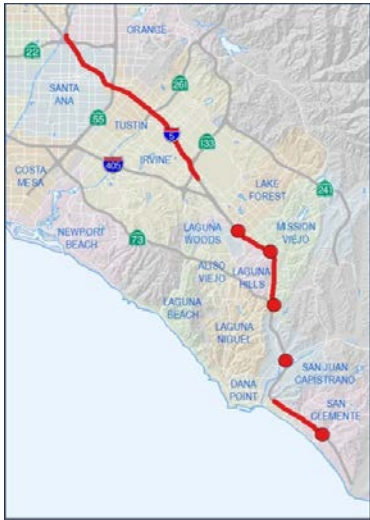 ORANGE
22
SANTA
ANA
261
55
TUSTIN
5
133
IRVINE
405
COSTA
MESA
LAKE
FOREST
241
NEWPORT
BEACH
73
LAGUNA
WOODS
MISSION
VIEJO
ALISO
VIEJO
LAGUNA
HILLS
LAGUNA
BEACH
LAGUNA
NIGUEL
SAN JUAN
CAPISTRANO
DANA
POINT
SAN
CLEMENTE